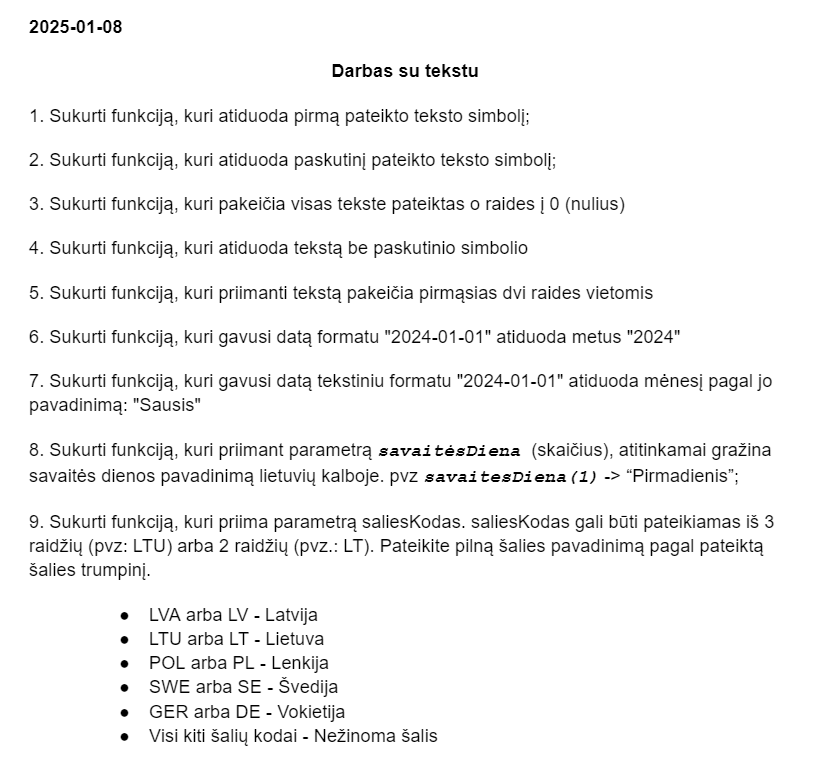 2025-01-08
Darbas su tekstu
1. Sukurti funkciją, kuri atiduoda pirmą pateikto teksto simbolį;
2. Sukurti funkciją, kuri atiduoda paskutinį pateikto teksto simbolį;
3. Sukurti funkciją, kuri pakeičia visas tekste pateiktas o raides į 0 (nulius)
4. Sukurti funkciją, kuri atiduoda tekstą be paskutinio simbolio
5. Sukurti funkciją, kuri priimanti tekstą pakeičia pirmąsias dvi raides vietomis
6. Sukurti funkciją, kuri gavusi datą formatu "2024-01-01" atiduoda metus "2024"
7. Sukurti funkciją, kuri gavusi datą tekstiniu formatu "2024-01-01" atiduoda mėnesį pagal jo
pavadinimą: "Sausis"
8. Sukurti funkciją, kuri priimant parametrą savaitėsDiena (skaičius), atitinkamai gražina
savaitės dienos pavadinimą lietuvių kalboje. pvz savaitesDiena(1) -> “Pirmadienis”;
9. Sukurti funkciją, kuri priima parametrą saliesKodas. saliesKodas gali būti pateikiamas iš 3
raidžių (pvz: LTU) arba 2 raidžių (pvz.: LT). Pateikite pilną šalies pavadinimą pagal pateiktą
šalies trumpinį.
● LVA arba LV - Latvija
● LTU arba LT - Lietuva
● POL arba PL - Lenkija
● SWE arba SE - Švedija
● GER arba DE - Vokietija
● Visi kiti šalių kodai - Nežinoma šalis